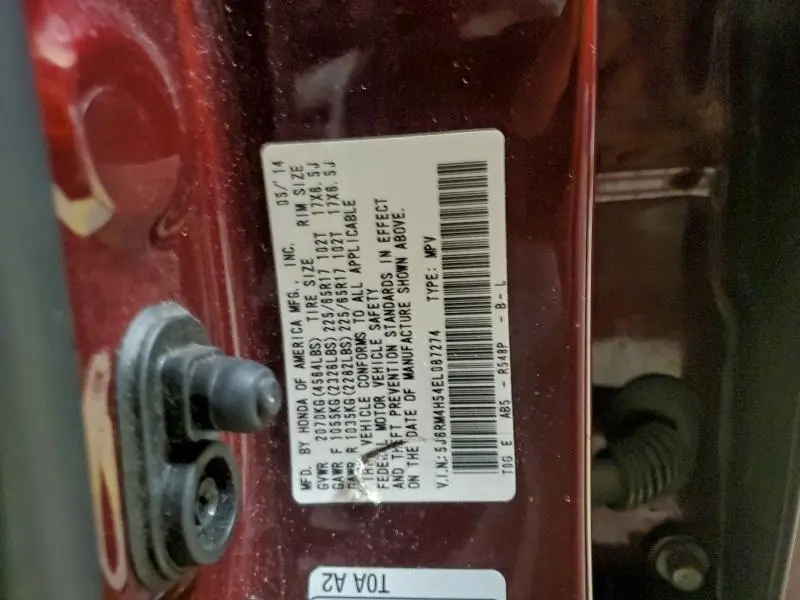 MFD. BY HONDA OF AMERICA MFG., INC. 05/'14
GVWR 2070KG(4564LBS) TIRE SIZE RIM SIZE
GAWR F 1055KG(2326LBS) 225/65R17 102T 17X6.5J
GAWR R 1035KG(2282LBS) 225/65R17 102T 17X6.5J
THIS VEHICLE CONFORMS TO ALL APPLICABLE
FEDERAL MOTOR VEHICLE SAFETY
AND THEFT PREVENTION STANDARDS IN EFFECT
ON THE DATE OF MANUFACTURE SHOWN ABOVE.
V.I.N.:5J6RM4H54EL087274 TYPE: MPV
T0G E AB5 - R548P - B - L
T0A A2